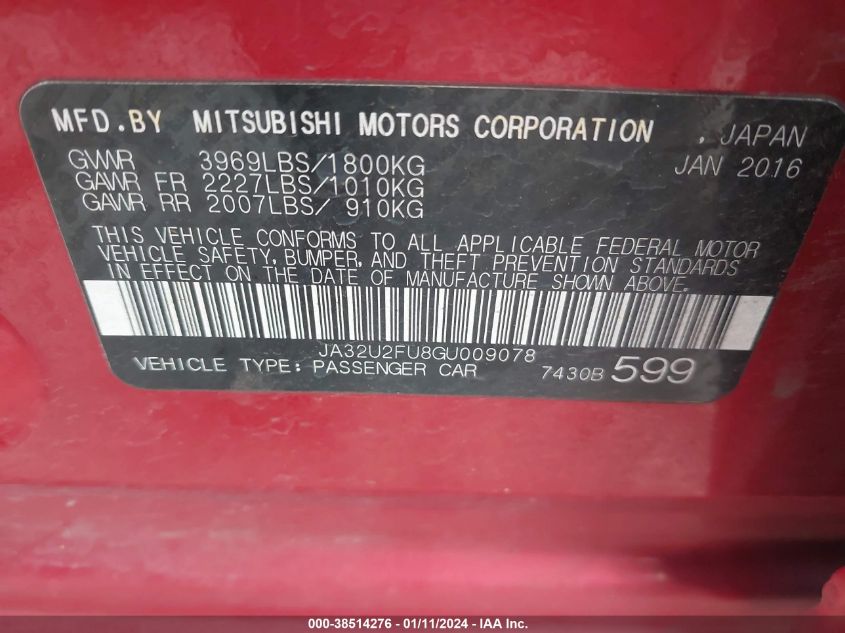 MFD.BY MITSUBISHI MOTORS CORPORATION , JAPAN
GVWR 3969LBS/1800KG JAN 2016
GAWR FR 2227LBS/1010KG
GAWR RR 2007LBS/ 910KG
THIS VEHICLE CONFORMS TO ALL APPLICABLE FEDERAL MOTOR
VEHICLE SAFETY, BUMPER, AND THEFT PREVENTION STANDARDS
IN EFFECT ON THE DATE OF MANUFACTURE SHOWN ABOVE.
JA32U2FU8GU009078
VEHICLE TYPE: PASSENGER CAR 7430B 599
000-38514276 - 01/11/2024 - IAA Inc.